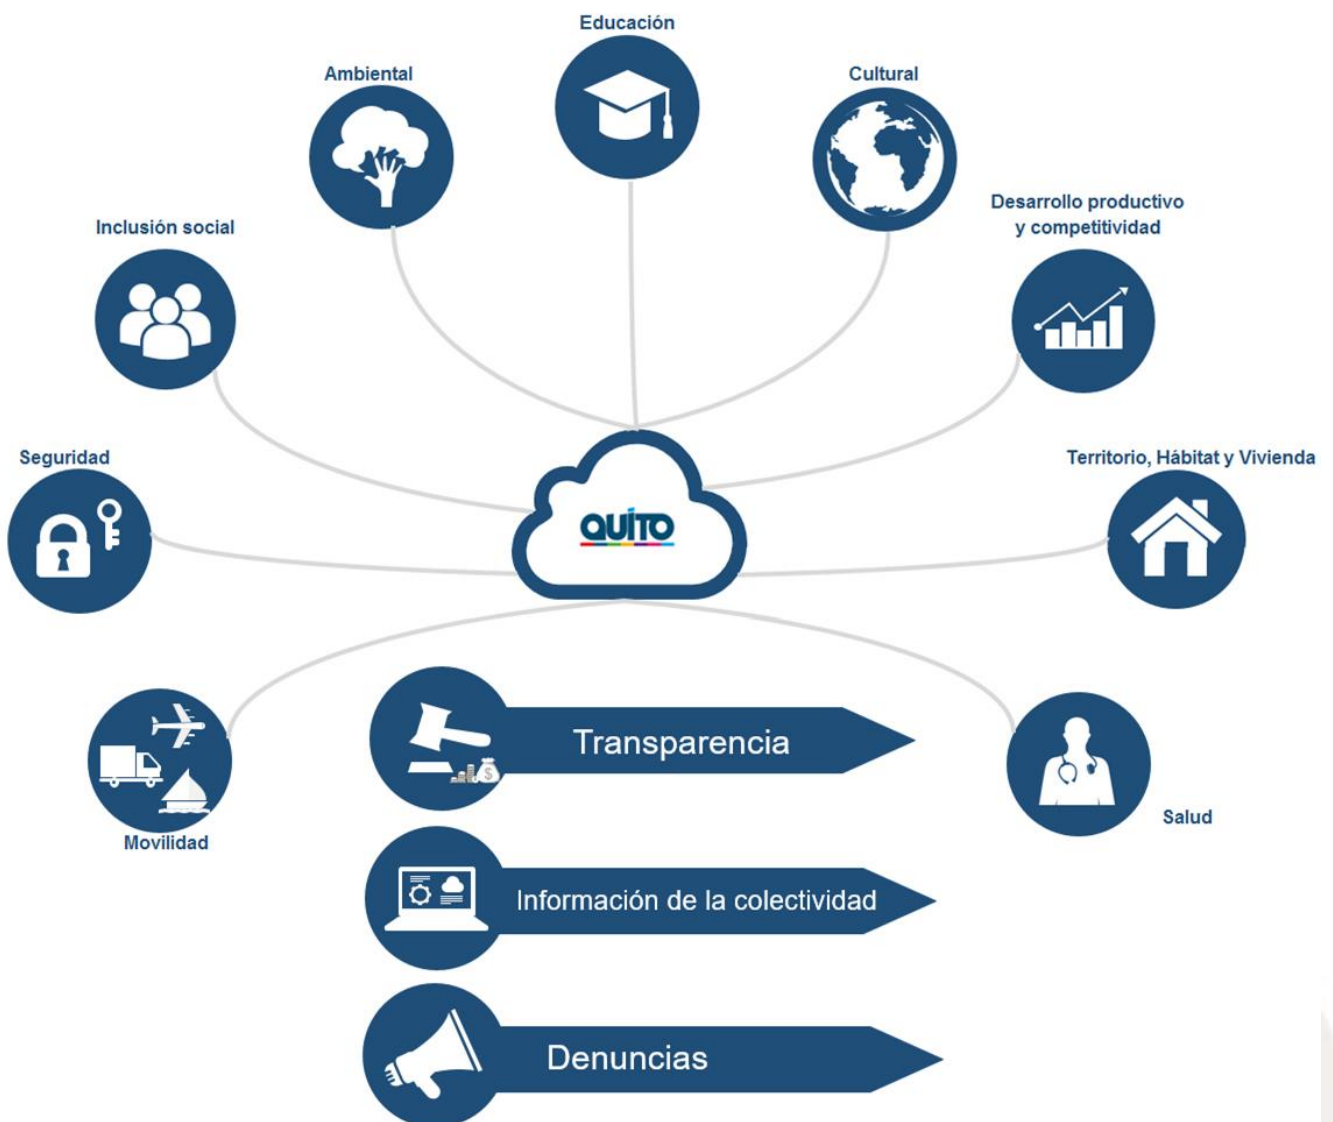 Educación
Ambiental
Cultural
Desarrollo productivo
y competitividad
Inclusión social
Seguridad
Territorio, Hábitat y Vivienda
QUITO
Transparencia
$
Salud
Movilidad
Información de la colectividad
Denuncias